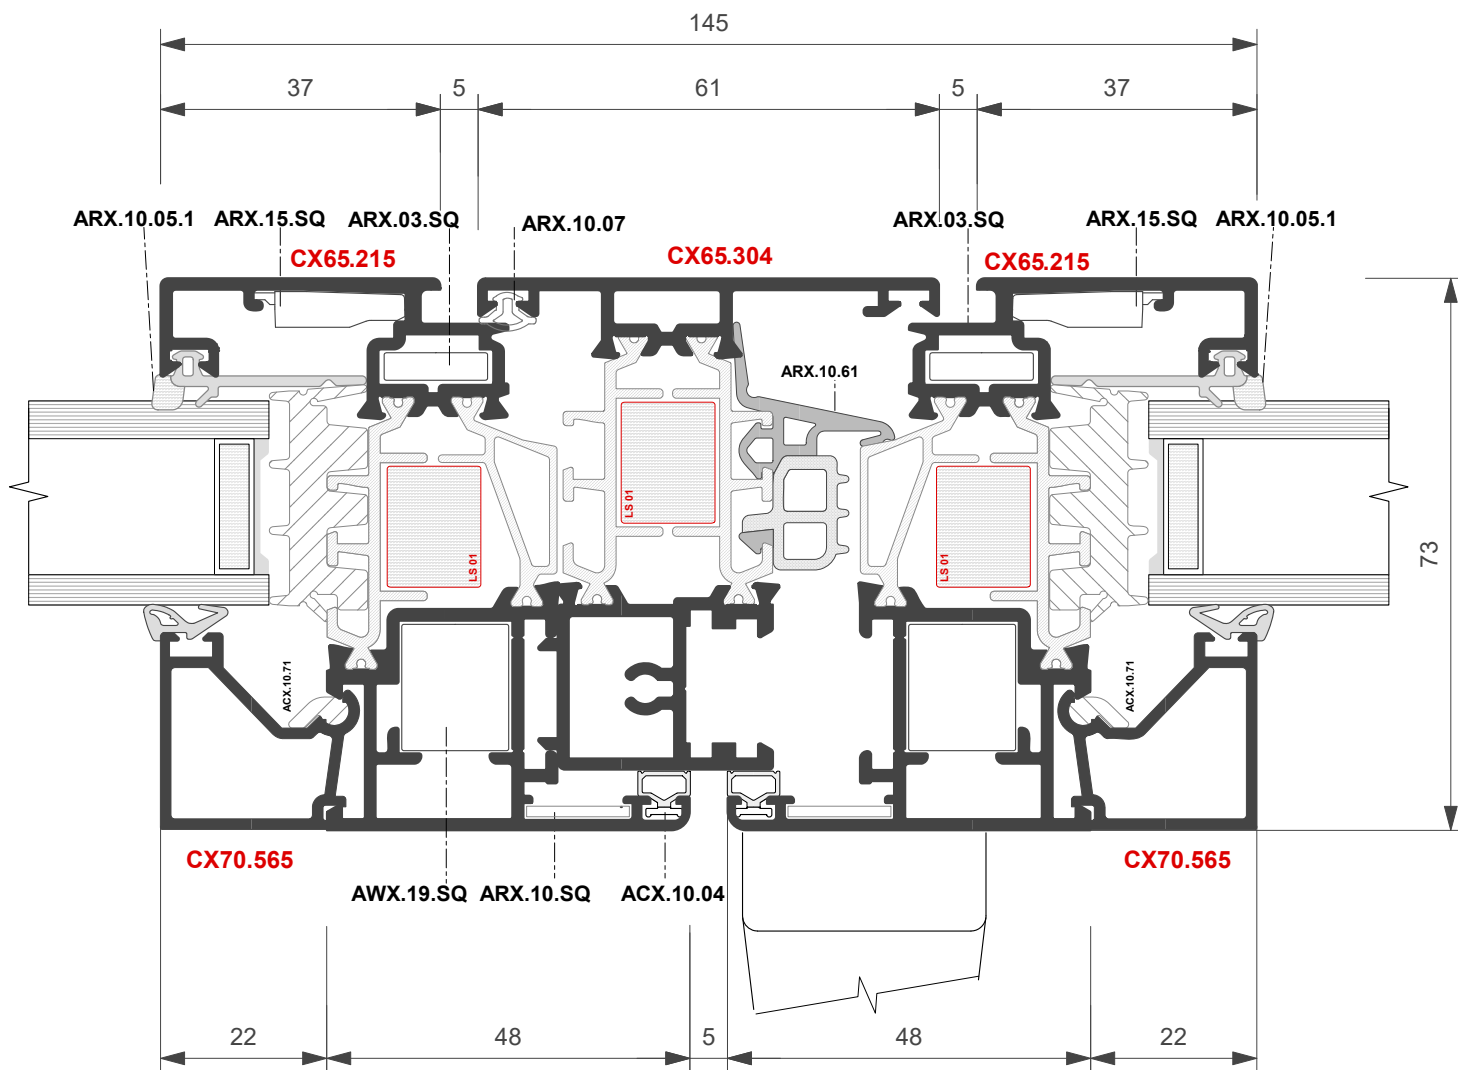 145
37 5 61 5 37
ARX.10.05.1 ARX.15.SQ ARX.03.SQ ARX.10.07 ARX.03.SQ ARX.15.SQ ARX.10.05.1
CX65.215 CX65.304 CX65.215
ARX.10.61
LS 01
LS 01
LS 01
73
ACX.10.71
ACX.10.71
CX70.565 CX70.565
AWX.19.SQ ARX.10.SQ ACX.10.04
22 48 5 48 22